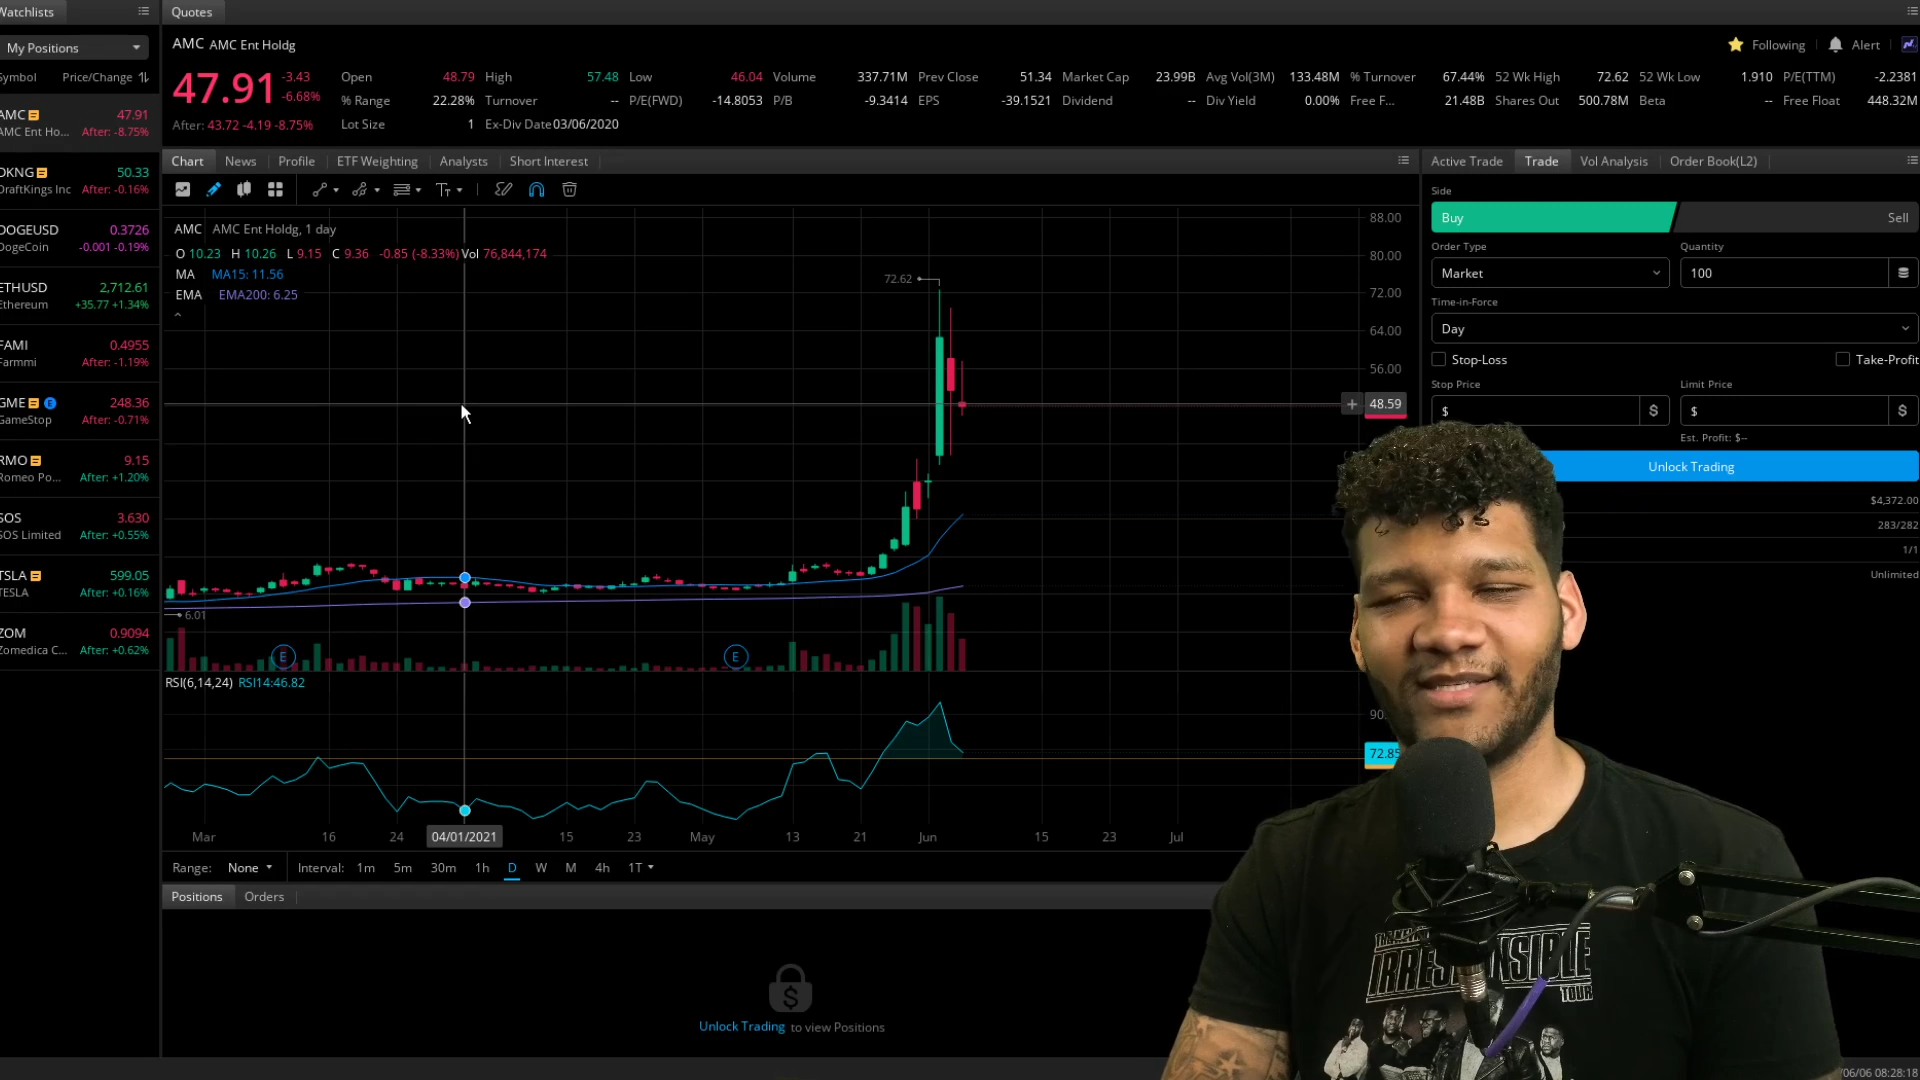 Watchlists
Quotes
My Positions
Symbol Price/Change
AMC
47.91
AMC Ent Ho...
After: -8.75%
DKNG
50.33
DraftKings Inc
After: -0.16%
DOGEUSD
0.3726
DogeCoin
-0.001 -0.19%
ETHUSD
2,712.61
Ethereum
+35.77 +1.34%
FAMI
0.4955
Farmmi
After: -1.19%
GME E
248.36
GameStop
After: -0.71%
RMO
9.15
Romeo Po...
After: +1.20%
SOS
3.630
SOS Limited
After: +0.55%
TSLA
599.05
TESLA
After: +0.16%
ZOM
0.9094
Zomedica C...
After: +0.62%
AMC AMC Ent Holdg
Following Alert
47.91
-3.43
-6.68%
After: 43.72 -4.19 -8.75%
Open 48.79 High 57.48 Low 46.04 Volume 337.71M Prev Close 51.34 Market Cap 23.99B Avg Vol(3M) 133.48M % Turnover 67.44% 52 Wk High 72.62 52 Wk Low 1.910 P/E(TTM) -2.2381
% Range 22.28% Turnover -- P/E(FWD) -14.8053 P/B -9.3414 EPS -39.1521 Dividend -- Div Yield 0.00% Free F... 21.48B Shares Out 500.78M Beta -- Free Float 448.32M
Lot Size 1 Ex-Div Date 03/06/2020
Chart News Profile ETF Weighting Analysts Short Interest
AMC AMC Ent Holdg, 1 day
O 10.23 H 10.26 L 9.15 C 9.36 -0.85 (-8.33%) Vol 76,844,174
MA MA15: 11.56
EMA EMA200: 6.25
72.62
6.01
E
E
88.00
80.00
72.00
64.00
56.00
48.59
RSI(6,14,24) RSI14:46.82
90.
72.85
Mar 16 24 04/01/2021 15 23 May 13 21 Jun 15 23 Jul
Range: None Interval: 1m 5m 30m 1h D W M 4h 1T
Positions Orders
Unlock Trading to view Positions
Active Trade Trade Vol Analysis Order Book(L2)
Side
Buy Sell
Order Type Quantity
Market 100
Time-in-Force
Day
Stop-Loss Take-Profit
Stop Price Limit Price
$ $ $ $
Est. Profit: $--
Unlock Trading
$4,372.00
283/282
1/1
Unlimited
IRRESPONSIBLE
TOUR
/06/06 08:28:18